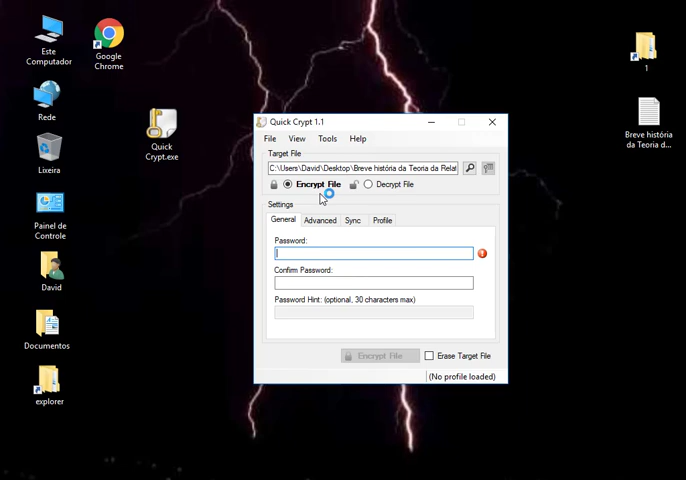 Este
Computador
Google
Chrome
Rede
Quick
Crypt.exe
Lixeira
Painel de
Controle
David
Documentos
explorer
1
Breve história
da Teoria d...
Quick Crypt 1.1
File View Tools Help
Target File
C:\Users\David\Desktop\Breve história da Teoria da Rela
Encrypt File Decrypt File
Settings
General Advanced Sync Profile
Password:
Confirm Password:
Password Hint: (optional, 30 characters max)
Encrypt File Erase Target File
(No profile loaded)